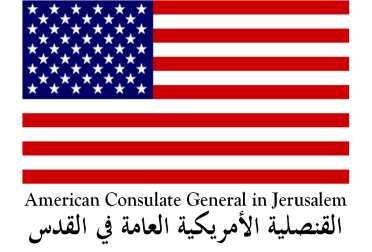 American Consulate General in Jerusalem
القنصلية الأمريكية العامة في القدس